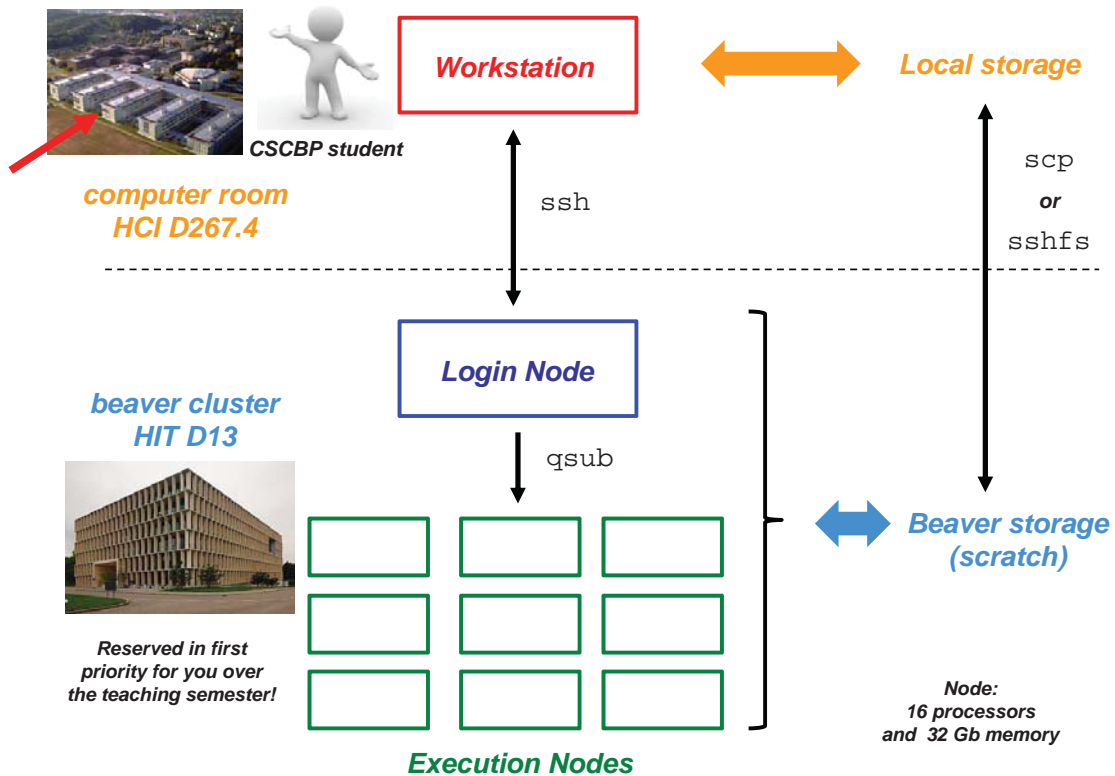 Workstation
Local storage
CSCBP student
computer room
HCI D267.4
ssh
scp
or
sshfs
Login Node
beaver cluster
HIT D13
qsub
Beaver storage
(scratch)
Reserved in first
priority for you over
the teaching semester!
Node:
16 processors
and 32 Gb memory
Execution Nodes